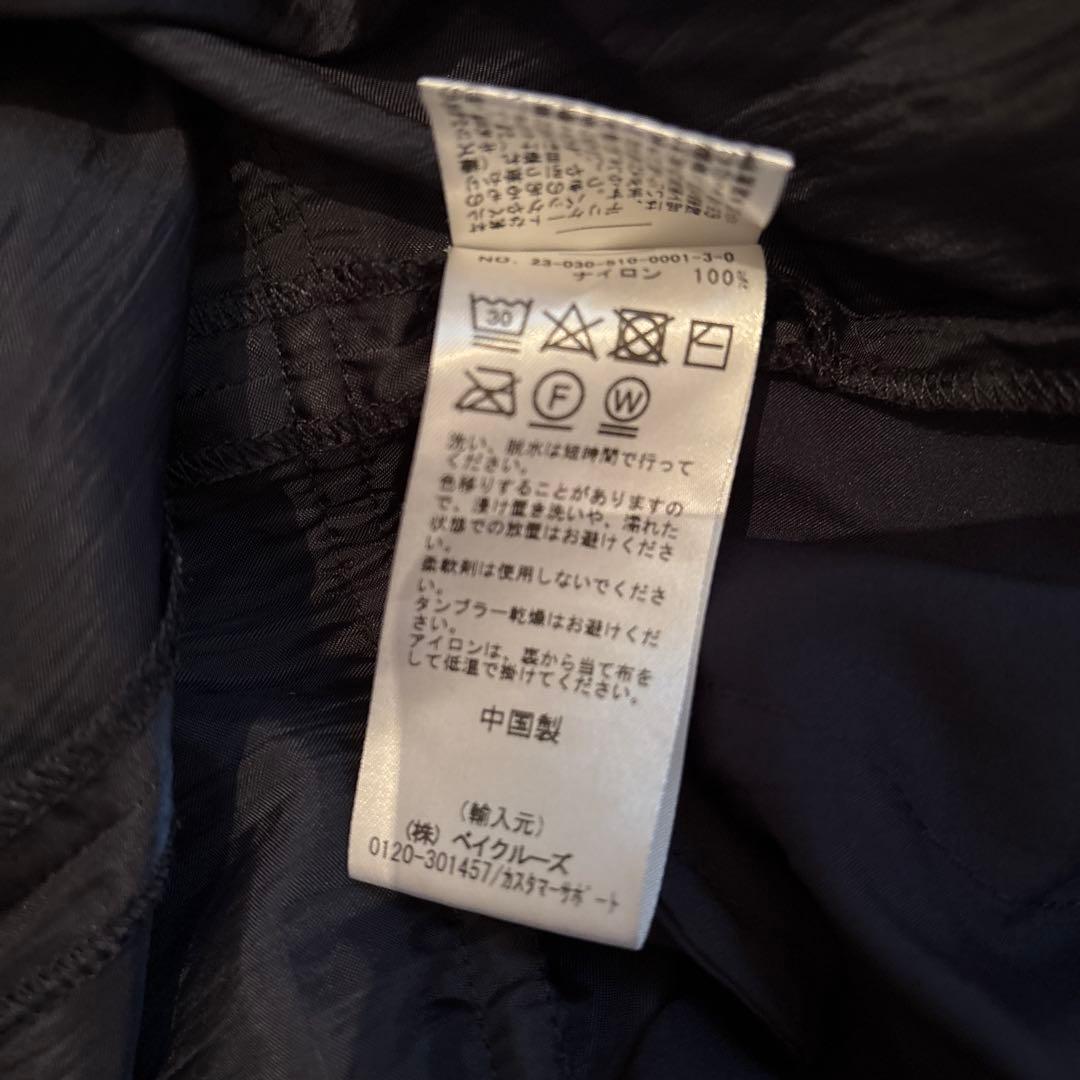 NO. 23-030-810-0001-3-0
ナイロン 100%
30
F W
洗い、脱水は短時間で行って
ください。
色移りすることがありますの
で、浸け置き洗いや、濡れた
状態での放置はお避けくださ
い。
柔軟剤は使用しないでくださ
い。
タンブラー乾燥はお避けくだ
さい。
アイロンは、裏から当て布を
して低温で掛けてください。
中国製
(輸入元)
(株) ベイクルーズ
0120-301457/カスタマーサポート